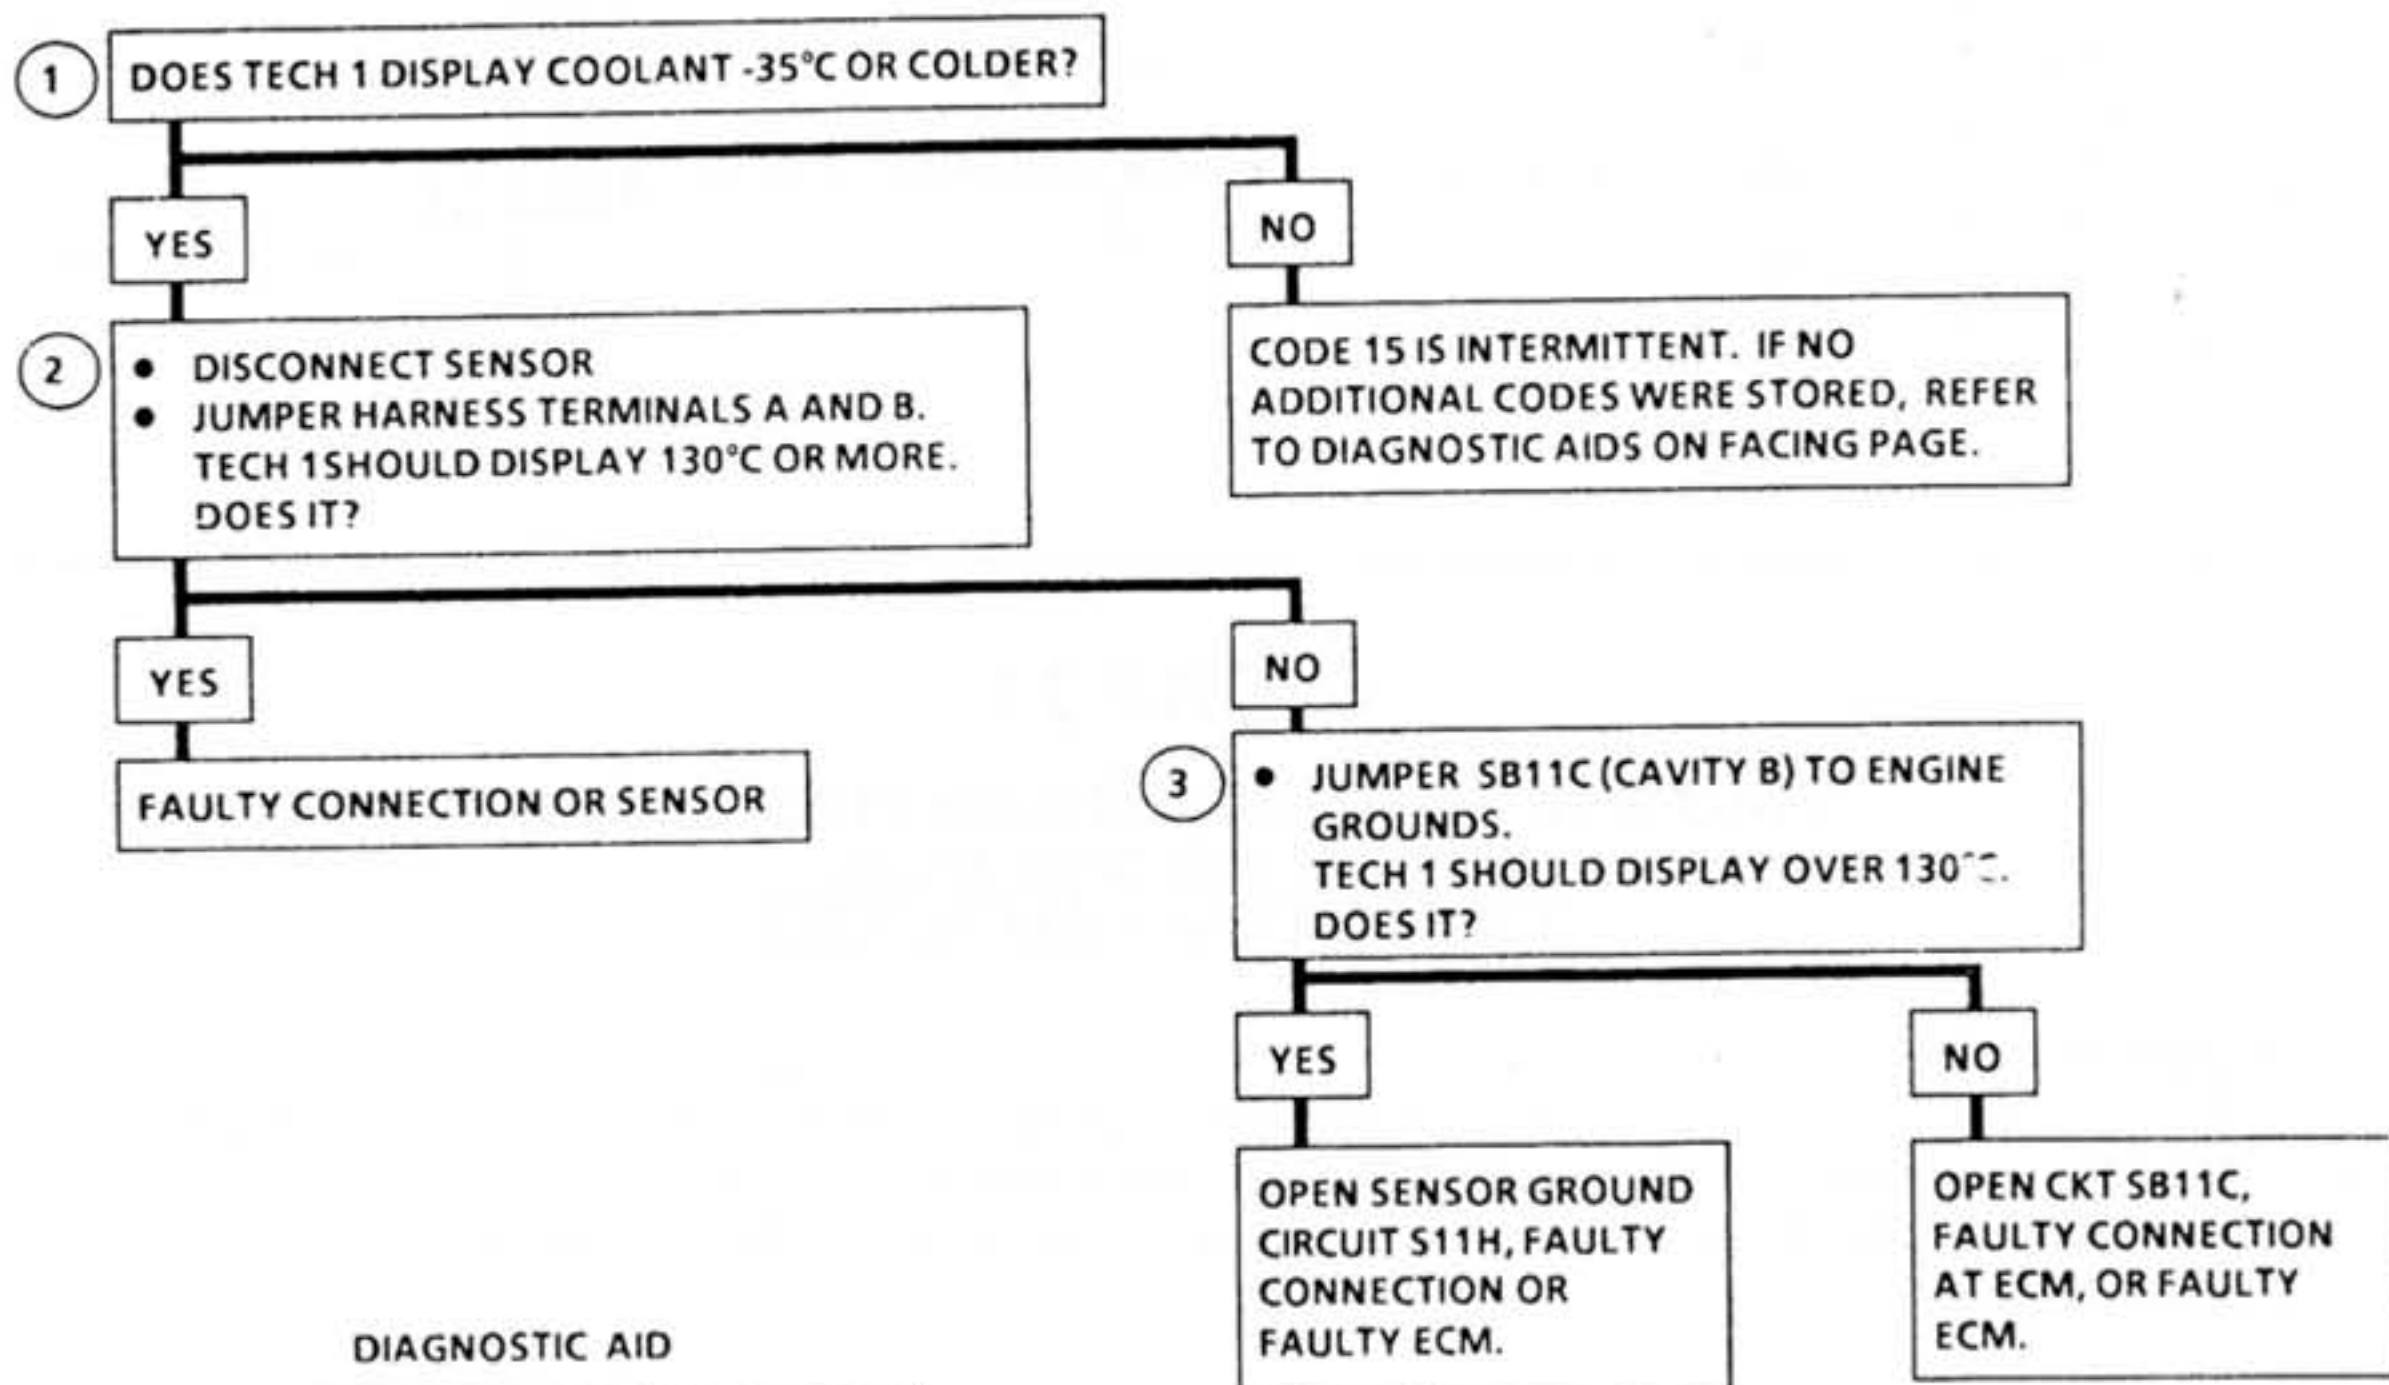 1
DOES TECH 1 DISPLAY COOLANT -35°C OR COLDER?
YES
NO
2
● DISCONNECT SENSOR
● JUMPER HARNESS TERMINALS A AND B.
TECH 1SHOULD DISPLAY 130°C OR MORE.
DOES IT?
CODE 15 IS INTERMITTENT. IF NO
ADDITIONAL CODES WERE STORED, REFER
TO DIAGNOSTIC AIDS ON FACING PAGE.
YES
NO
FAULTY CONNECTION OR SENSOR
3
● JUMPER SB11C (CAVITY B) TO ENGINE
GROUNDS.
TECH 1 SHOULD DISPLAY OVER 130°C.
DOES IT?
YES
NO
OPEN SENSOR GROUND
CIRCUIT S11H, FAULTY
CONNECTION OR
FAULTY ECM.
OPEN CKT SB11C,
FAULTY CONNECTION
AT ECM, OR FAULTY
ECM.
DIAGNOSTIC AID